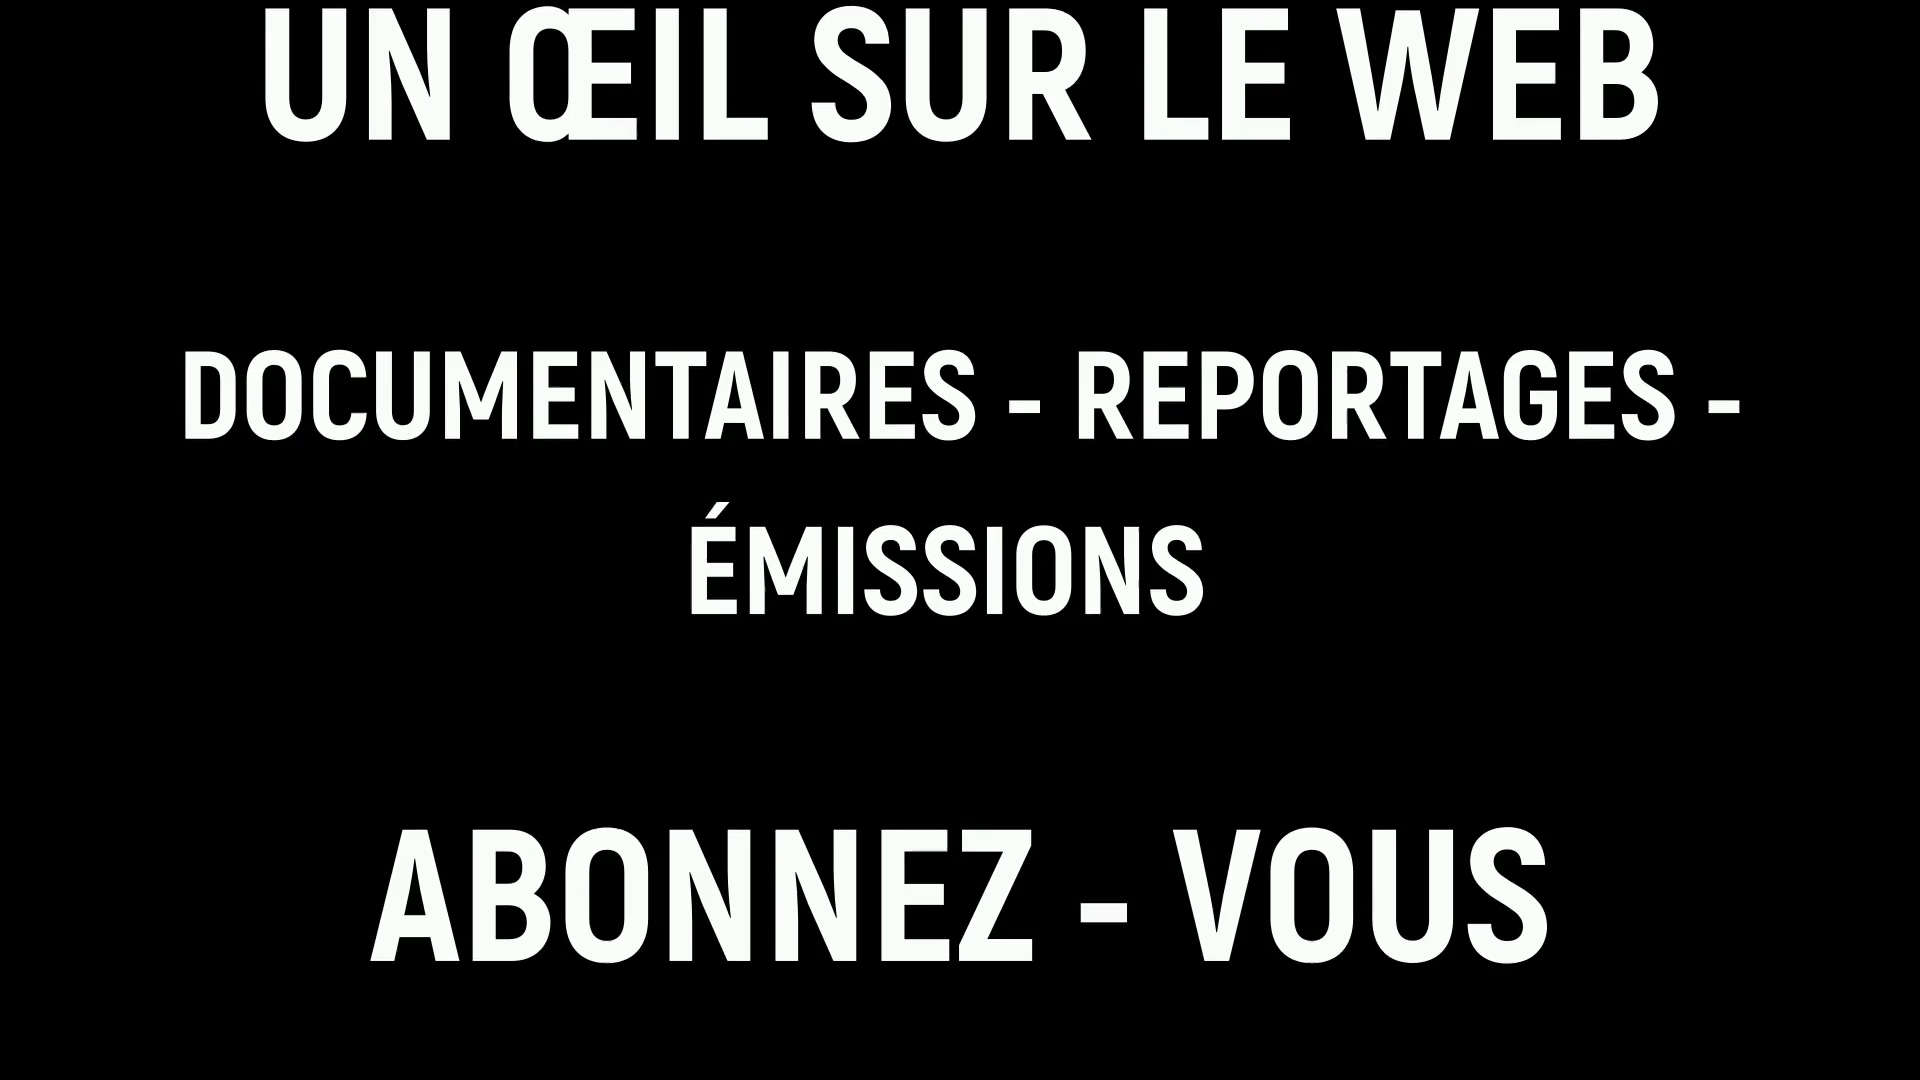 UN ŒIL SUR LE WEB
DOCUMENTAIRES - REPORTAGES -
ÉMISSIONS
ABONNEZ - VOUS